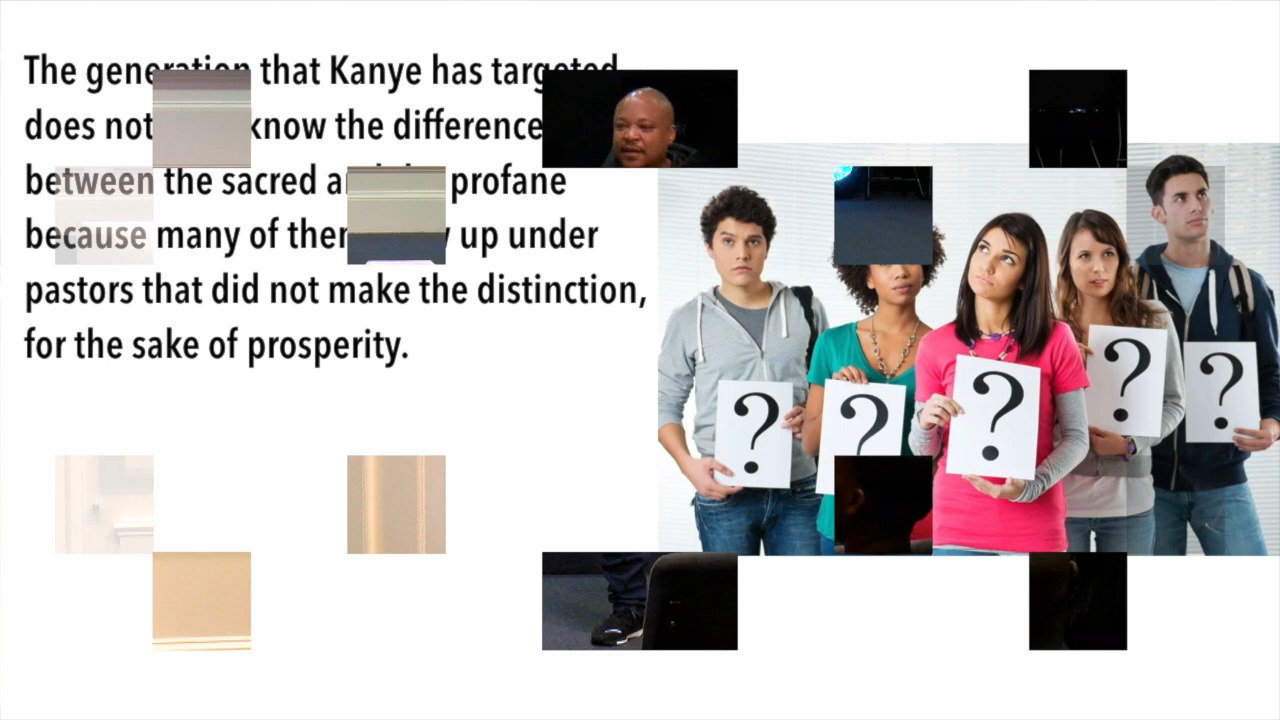 The generation that Kanye has targeted
does not know the difference
between the sacred profane
because many of them up under
pastors that did not make the distinction,
for the sake of prosperity.
?
?
?
?
?